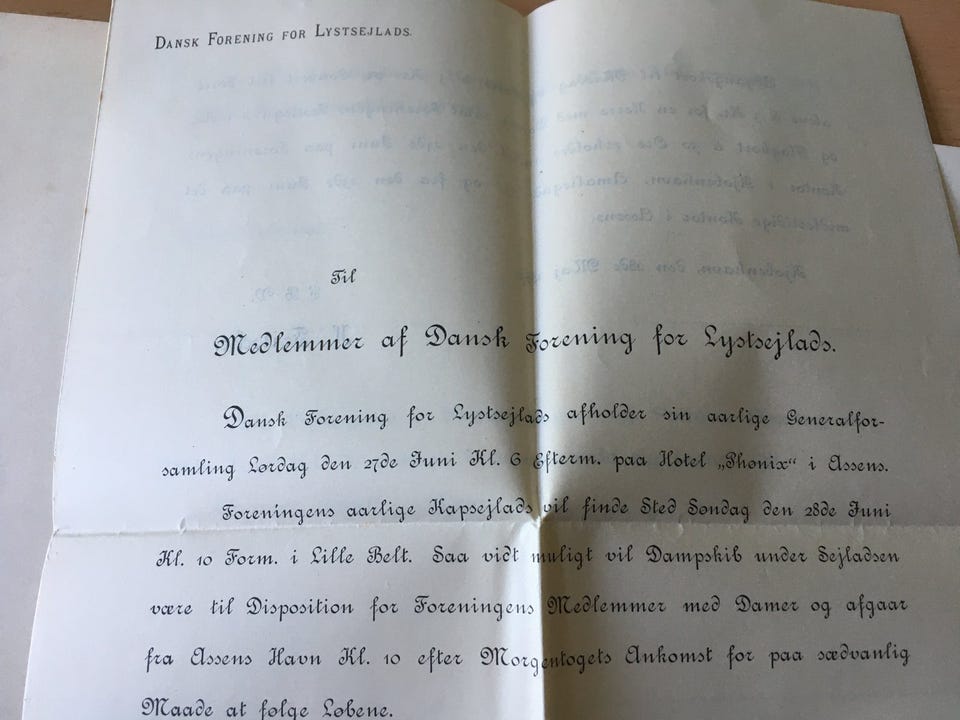 DANSK FORENING FOR LYSTSEJLADS.
Til
Medlemmer af Dansk Forening for Lystsejlads.
Dansk Forening for Lystsejlads afholder sin aarlige Generalfor-
samling Lørdag den 27de Juni Kl. 6 Efterm. paa Hotel „Phønix“ i Assens.
Foreningens aarlige Kapsejlads vil finde Sted Søndag den 28de Juni
Kl. 10 Form. i Lille Belt. Saa vidt muligt vil Dampskib under Sejladsen
være til Disposition for Foreningens Medlemmer med Damer og afgaar
fra Assens Havn Kl. 10 efter Morgentogets Ankomst for paa sædvanlig
Maade at følge Løbene.